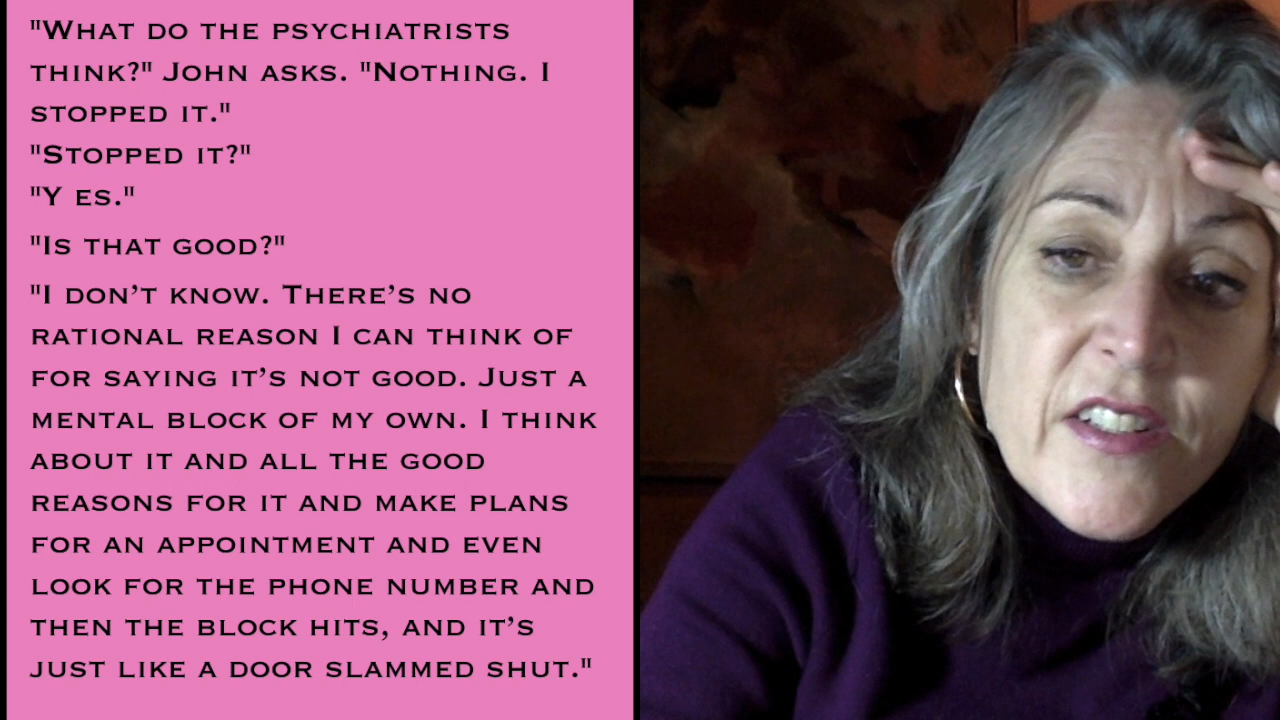 "What do the psychiatrists
think?" John asks. "Nothing. I
stopped it."
"Stopped it?"
"Y es."
"Is that good?"
"I don’t know. There’s no
rational reason I can think of
for saying it’s not good. Just a
mental block of my own. I think
about it and all the good
reasons for it and make plans
for an appointment and even
look for the phone number and
then the block hits, and it’s
just like a door slammed shut."